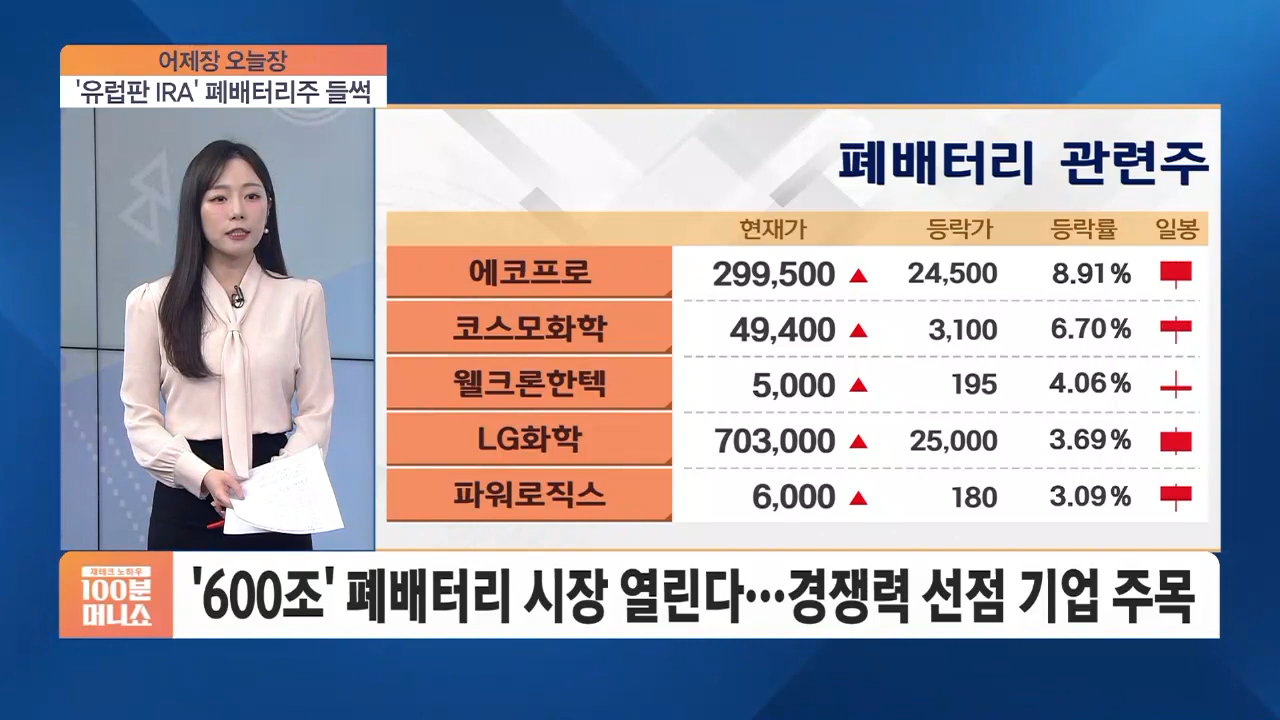 어제장 오늘장
'유럽판 IRA' 폐배터리주 들썩
폐배터리 관련주
현재가 등락가 등락률 일봉
에코프로 299,500 ▲ 24,500 8.91%
코스모화학 49,400 ▲ 3,100 6.70%
웰크론한텍 5,000 ▲ 195 4.06%
LG화학 703,000 ▲ 25,000 3.69%
파워로직스 6,000 ▲ 180 3.09%
재테크 노하우
100분
머니쇼
'600조' 폐배터리 시장 열린다…경쟁력 선점 기업 주목